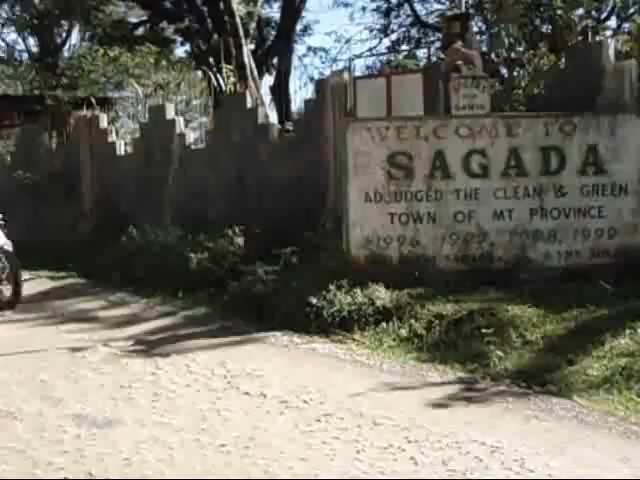 WELCOME TO
SAGADA
ADJUDGED THE CLEAN & GREEN
TOWN OF MT PROVINCE
1996, 1997, 1998, 1999